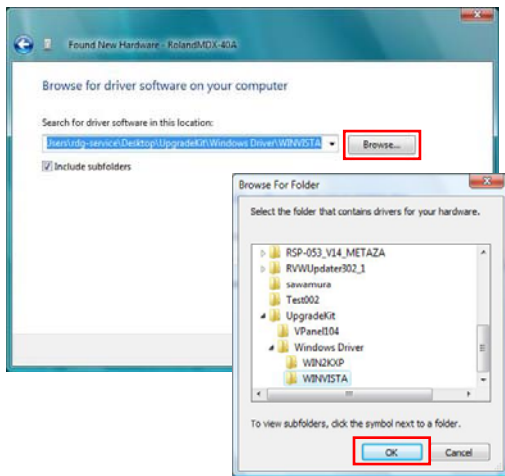 Found New Hardware - RolandMDX-40A
Browse for driver software on your computer
Search for driver software in this location:
Users\rdg-service\Desktop\UpgradeKit\Windows Driver\WINVISTA
Browse...
Include subfolders
Browse For Folder
Select the folder that contains drivers for your hardware.
RSP-053_V14_METAZA
RVWUpdater302_1
sawamura
Test002
UpgradeKit
VPanel104
Windows Driver
WIN2KXP
WINVISTA
To view subfolders, click the symbol next to a folder.
OK
Cancel